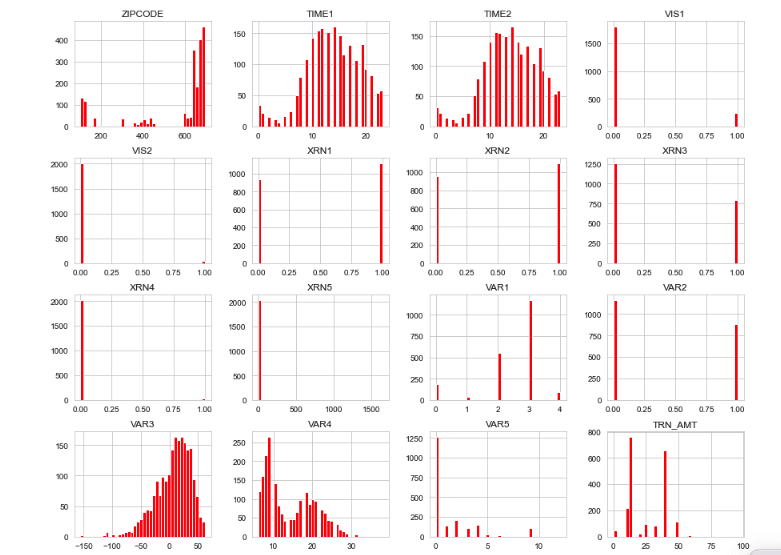 ZIPCODE TIME1 TIME2 VIS1
400 300 200 100 0 200 400 600
150 100 50 0 0 10 20
150 100 50 0 0 10 20
1500 1000 500 0 0.00 0.25 0.50 0.75 1.00
VIS2 XRN1 XRN2 XRN3
2000 1500 1000 500 0 0.00 0.25 0.50 0.75 1.00
1000 800 600 400 200 0 0.00 0.25 0.50 0.75 1.00
1000 800 600 400 200 0 0.00 0.25 0.50 0.75 1.00
1250 1000 750 500 250 0 0.00 0.25 0.50 0.75 1.00
XRN4 XRN5 VAR1 VAR2
2000 1500 1000 500 0 0.00 0.25 0.50 0.75 1.00
2000 1500 1000 500 0 0 500 1000 1500
1000 750 500 250 0 0 1 2 3 4
1000 750 500 250 0 0.00 0.25 0.50 0.75 1.00
VAR3 VAR4 VAR5 TRN_AMT
150 100 50 0 −150 −100 −50 0 50
250 200 150 100 50 0 10 20 30
1250 1000 750 500 250 0 0 5 10
800 600 400 200 0 0 25 50 75 100